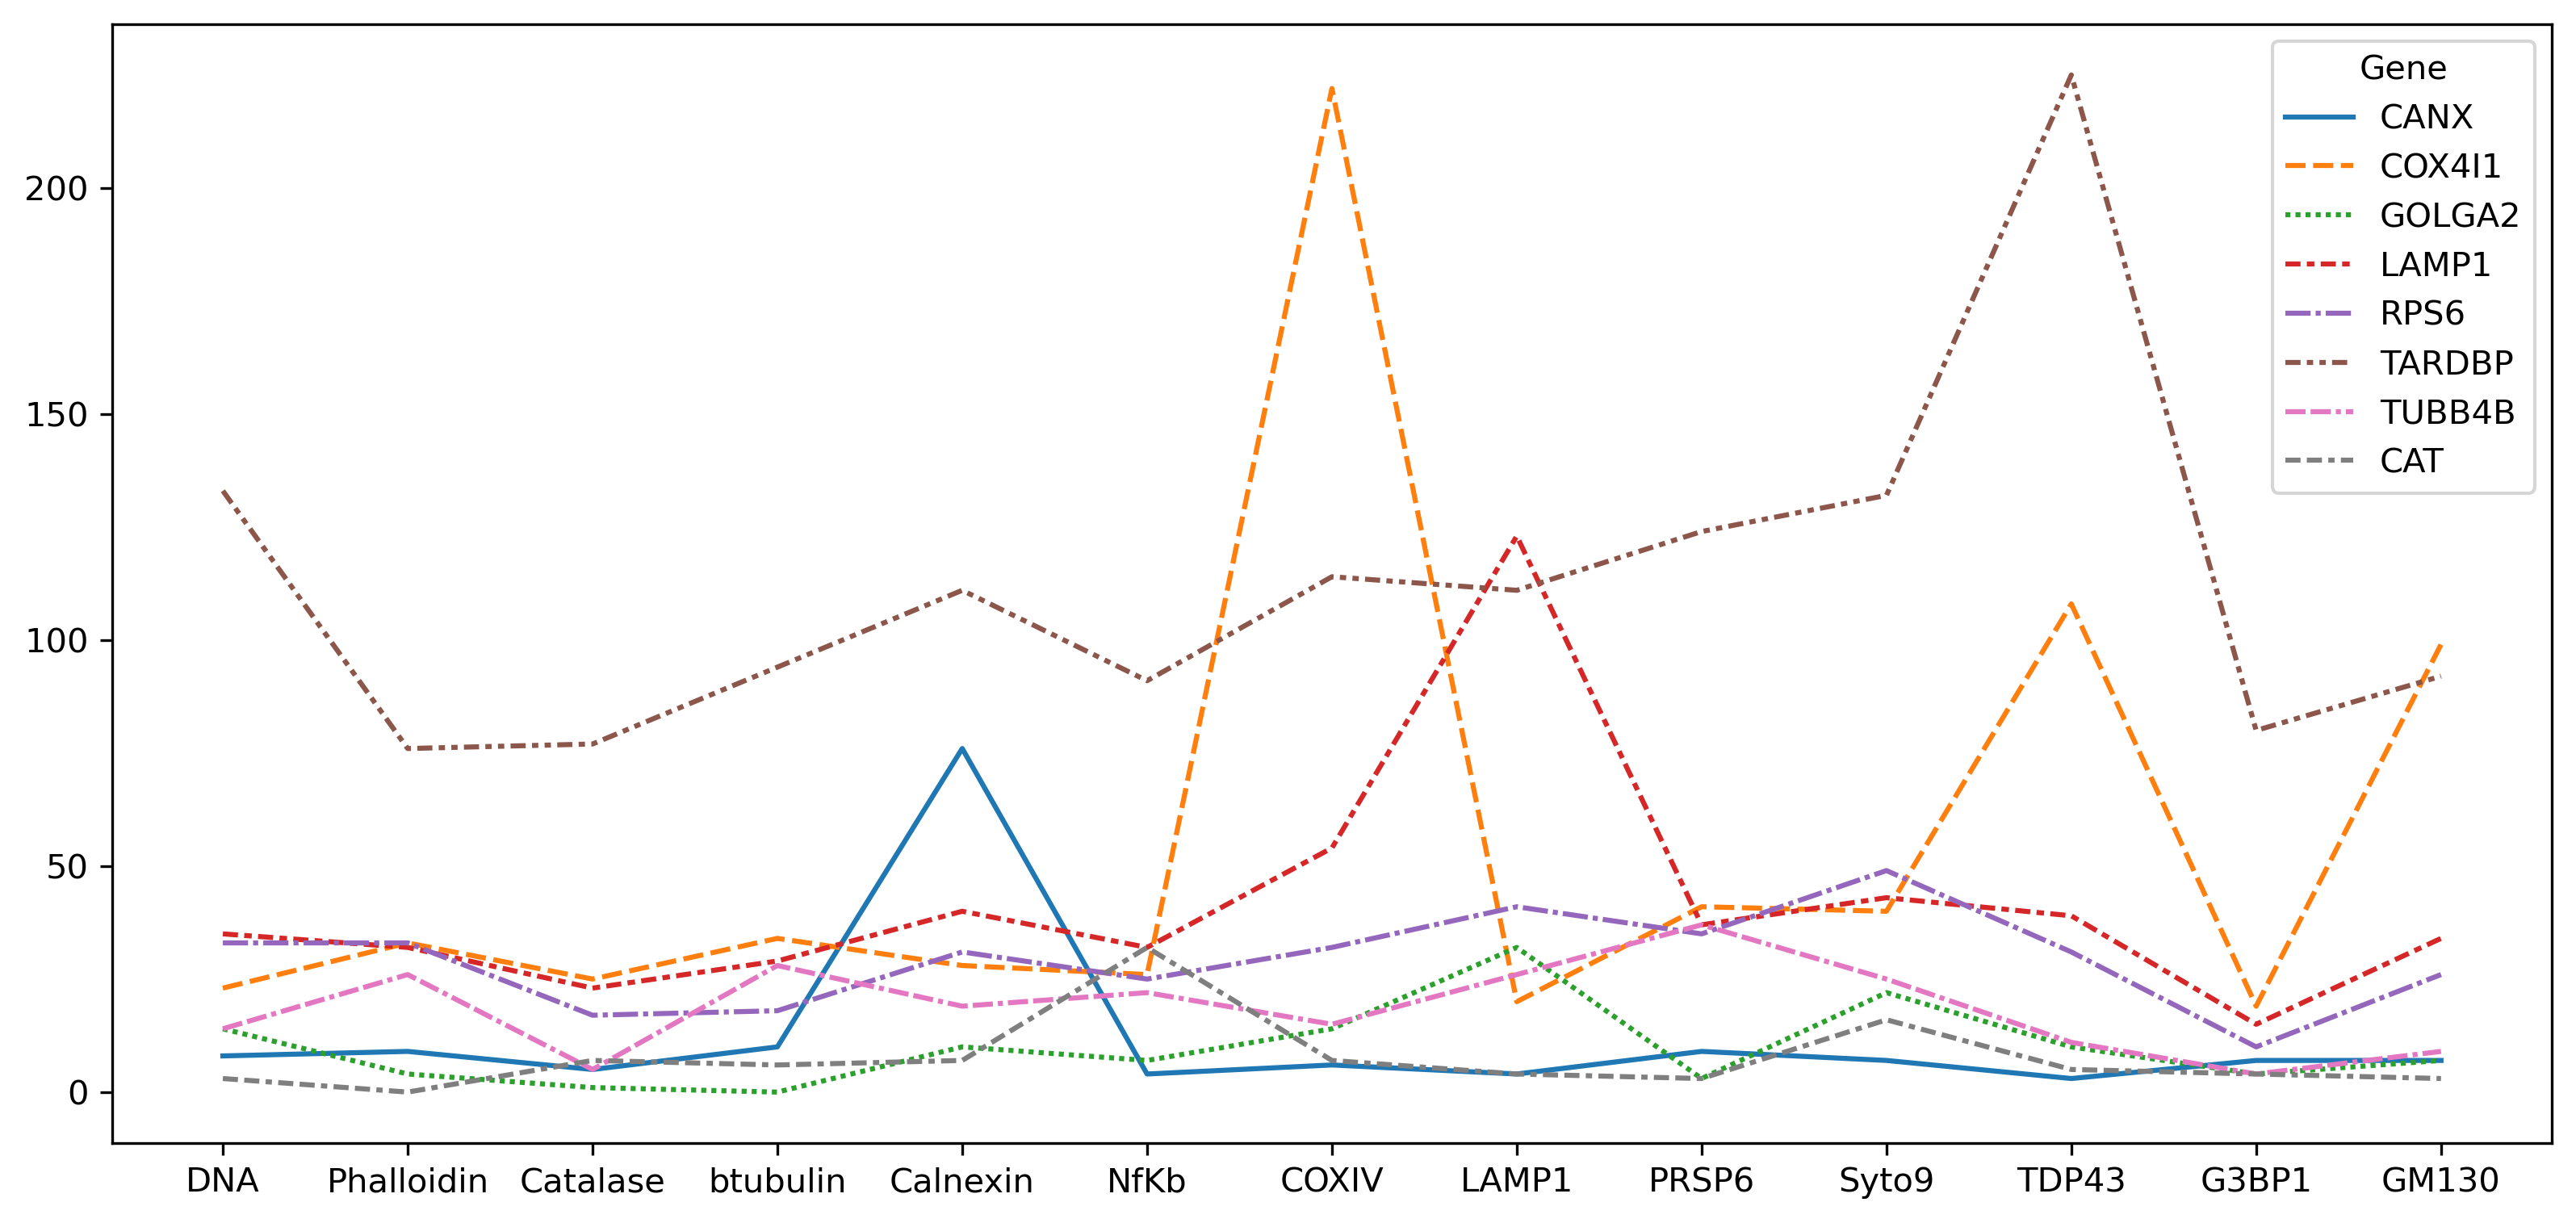 200
150
100
50
0
DNA Phalloidin Catalase btubulin Calnexin NfKb COXIV LAMP1 PRSP6 Syto9 TDP43 G3BP1 GM130
Gene
CANX
COX4I1
GOLGA2
LAMP1
RPS6
TARDBP
TUBB4B
CAT